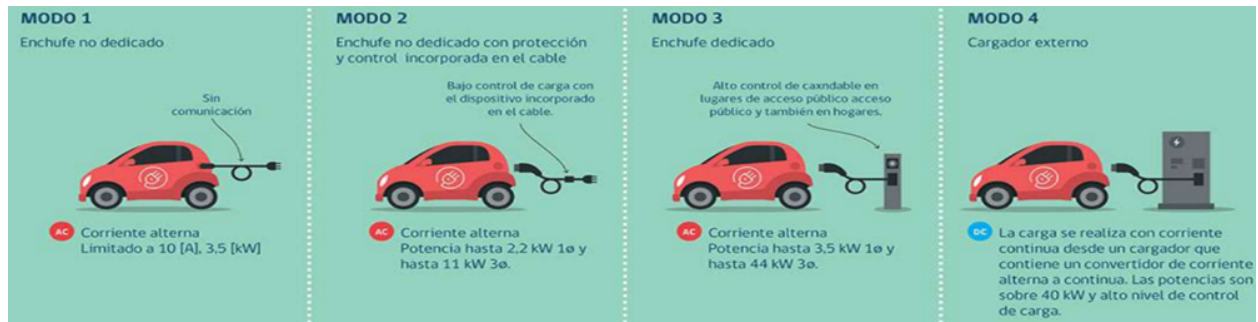 MODO 1
Enchufe no dedicado
Sin
comunicación
AC
Corriente alterna
Limitado a 10 [A], 3,5 [kW]
MODO 2
Enchufe no dedicado con protección
y control incorporada en el cable
Bajo control de carga con
el dispositivo incorporado
en el cable.
AC
Corriente alterna
Potencia hasta 2,2 kW 1ø y
hasta 11 kW 3ø.
MODO 3
Enchufe dedicado
Alto control de caxndable en
lugares de acceso público acceso
público y también en hogares.
AC
Corriente alterna
Potencia hasta 3,5 kW 1ø y
hasta 44 kW 3ø.
MODO 4
Cargador externo
DC
La carga se realiza con corriente
continua desde un cargador que
contiene un convertidor de corriente
alterna a continua. Las potencias son
sobre 40 kW y alto nivel de control
de carga.